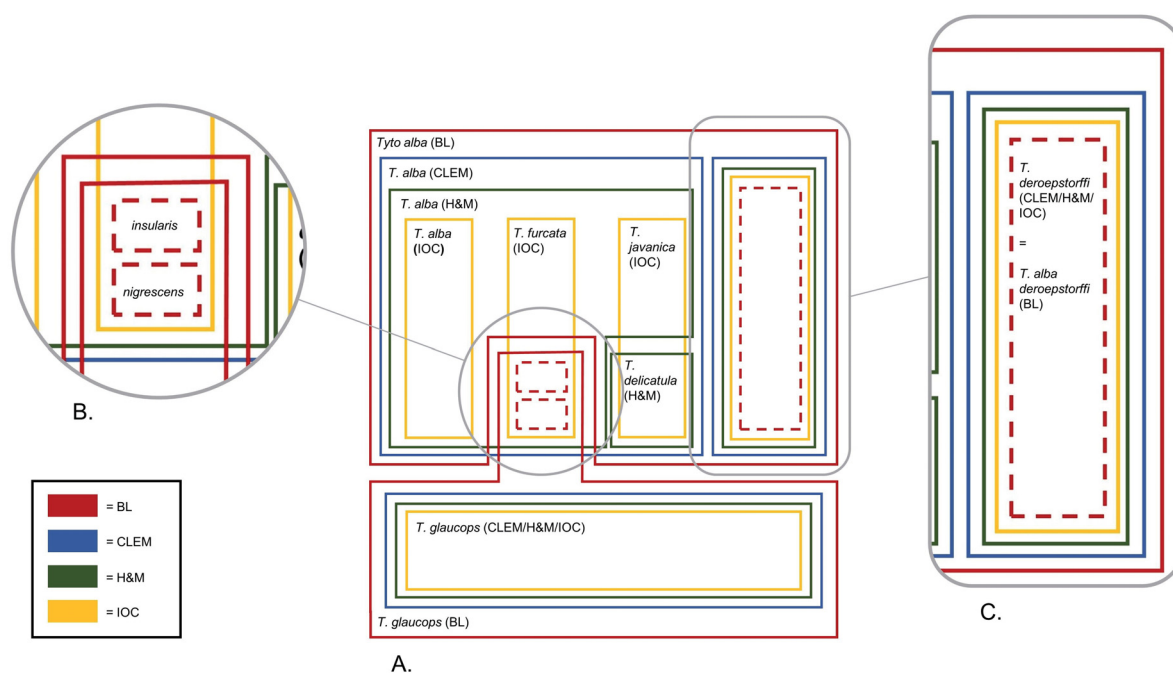 Tyto alba (BL)
T. alba (CLEM)
T. alba (H&M)
T. alba
(IOC)
T. furcata
(IOC)
T.
javanica
(IOC)
T.
delicatula
(H&M)
T. glaucops (CLEM/H&M/IOC)
T. glaucops (BL)
A.
insularis
nigrescens
B.
T.
deroepstorffi
(CLEM/H&M/
IOC)
=
T. alba
deroepstorffi
(BL)
C.
= BL
= CLEM
= H&M
= IOC